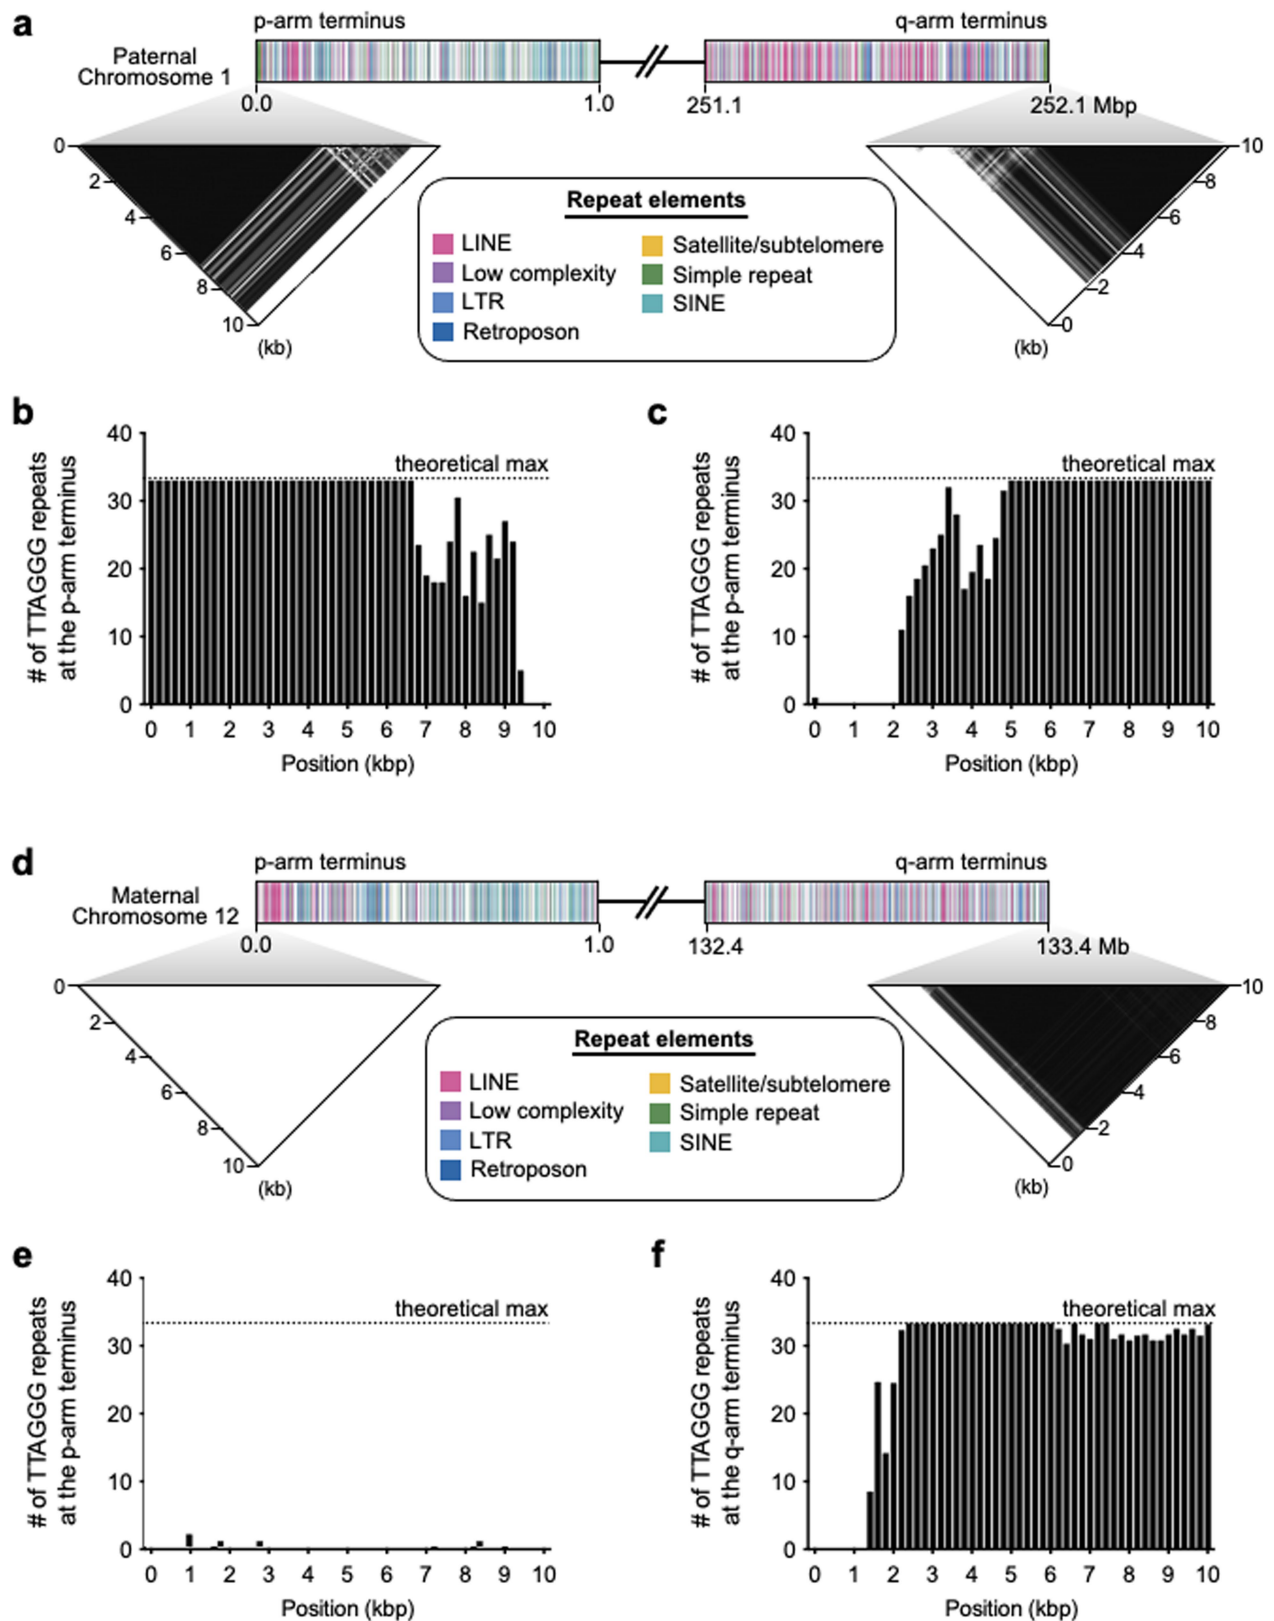 a
p-arm terminus
q-arm terminus
Paternal
Chromosome 1
0.0
1.0
251.1
252.1 Mbp
0
2
4
6
8
10
(kb)
10
8
6
4
2
0
(kb)
Repeat elements
LINE
Low complexity
LTR
Retroposon
Satellite/subtelomere
Simple repeat
SINE
b
# of TTAGGG repeats
at the p-arm terminus
40
30
20
10
0
theoretical max
0 1 2 3 4 5 6 7 8 9 10
Position (kbp)
c
# of TTAGGG repeats
at the p-arm terminus
40
30
20
10
0
theoretical max
0 1 2 3 4 5 6 7 8 9 10
Position (kbp)
d
p-arm terminus
q-arm terminus
Maternal
Chromosome 12
0.0
1.0
132.4
133.4 Mb
0
2
4
6
8
10
(kb)
10
8
6
4
2
0
(kb)
Repeat elements
LINE
Low complexity
LTR
Retroposon
Satellite/subtelomere
Simple repeat
SINE
e
# of TTAGGG repeats
at the p-arm terminus
40
30
20
10
0
theoretical max
0 1 2 3 4 5 6 7 8 9 10
Position (kbp)
f
# of TTAGGG repeats
at the q-arm terminus
40
30
20
10
0
theoretical max
0 1 2 3 4 5 6 7 8 9 10
Position (kbp)